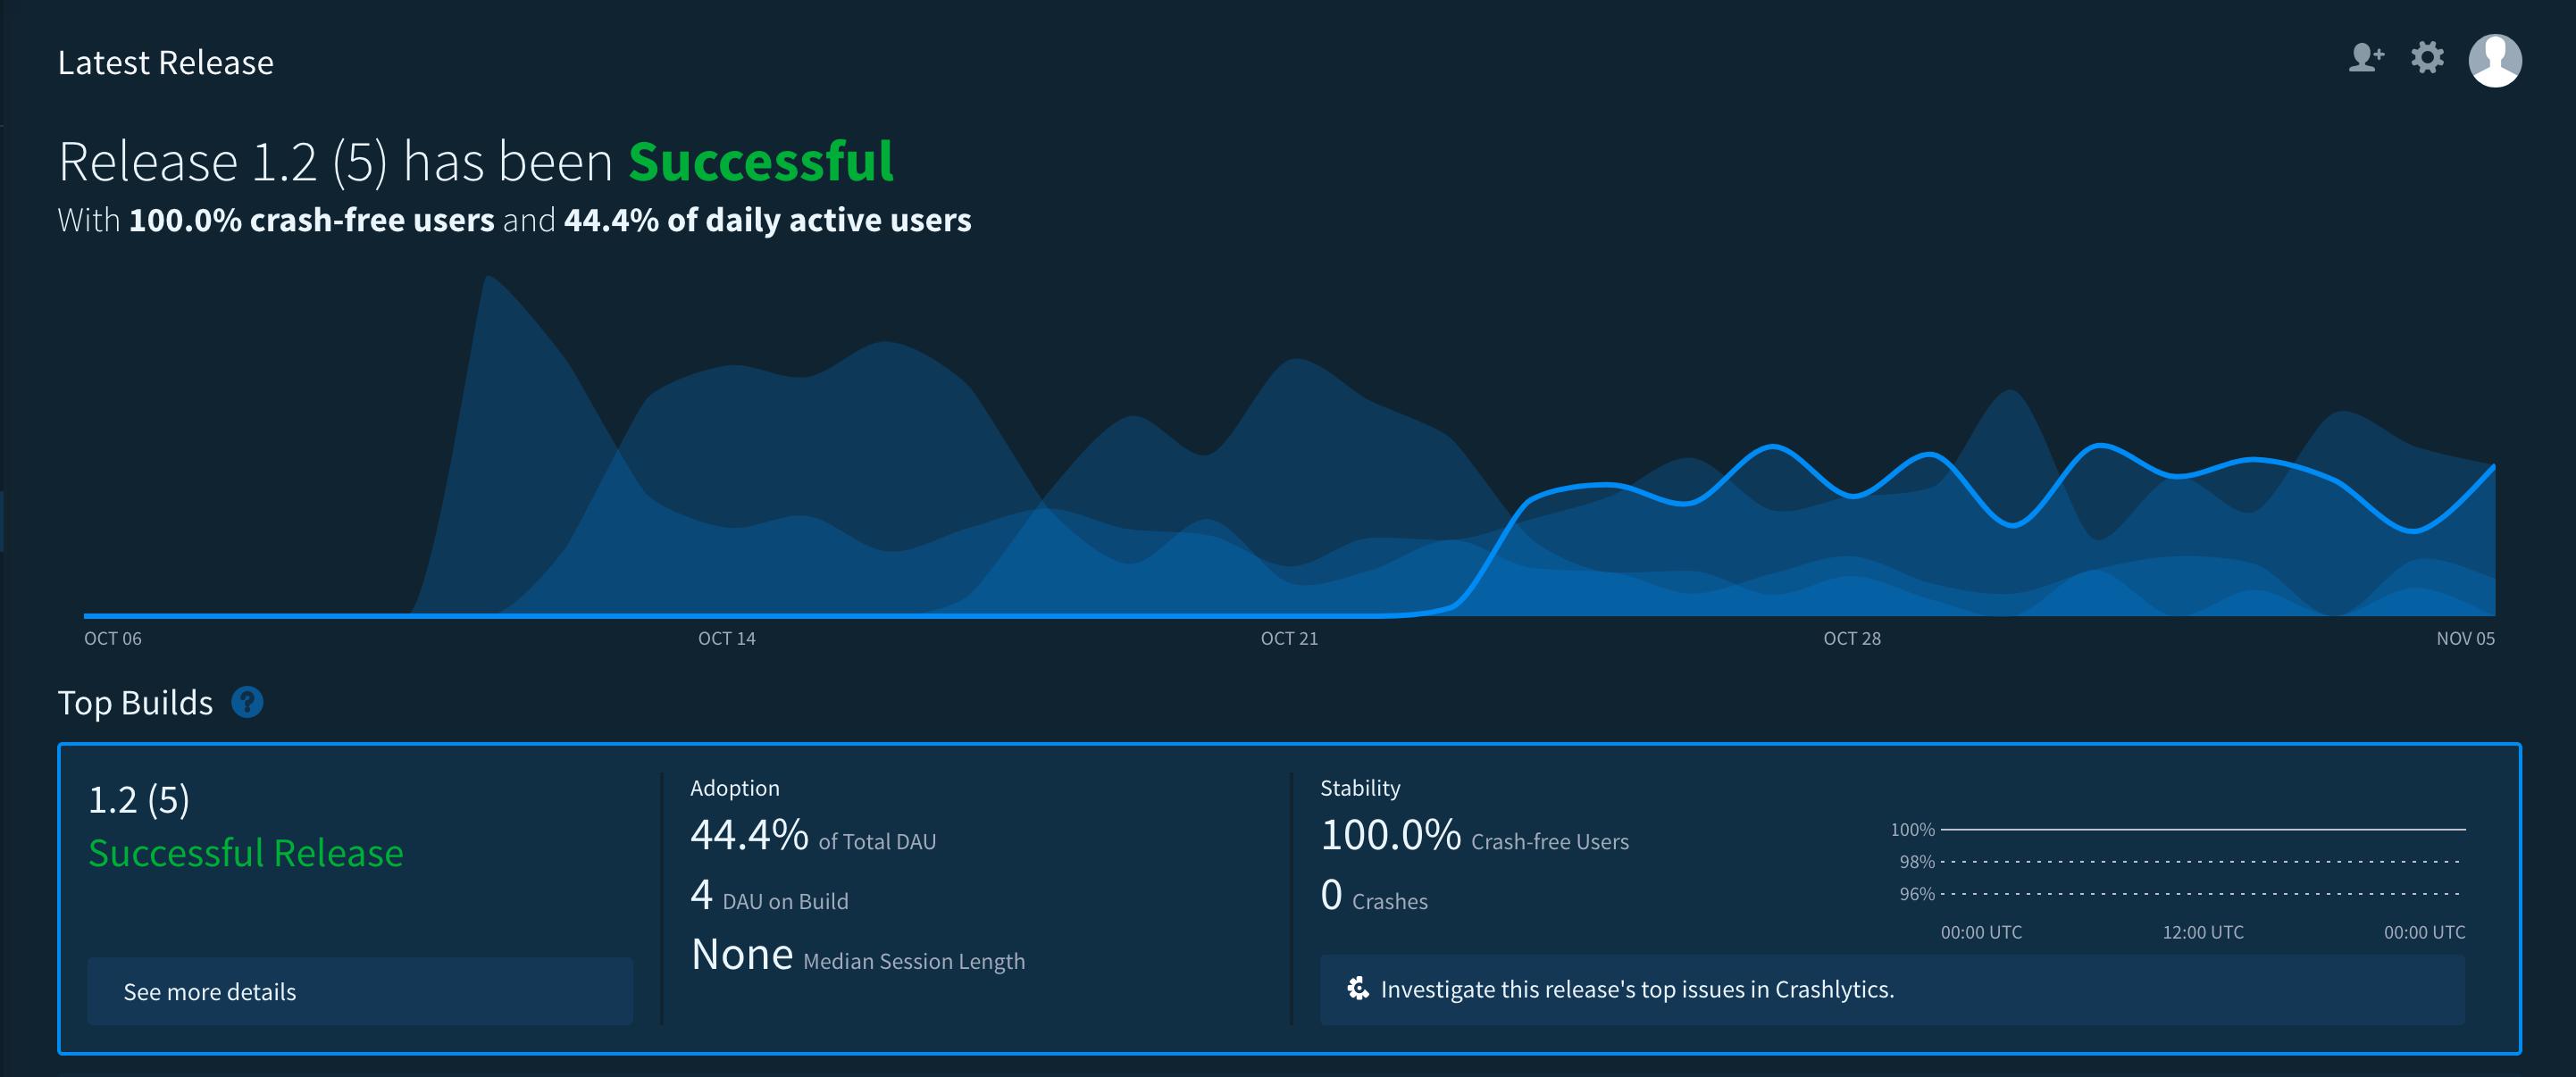 Latest Release
Release 1.2 (5) has been Successful
With 100.0% crash-free users and 44.4% of daily active users
OCT 06
OCT 14
OCT 21
OCT 28
NOV 05
Top Builds ?
1.2 (5)
Successful Release
See more details
Adoption
44.4% of Total DAU
4 DAU on Build
None Median Session Length
Stability
100.0% Crash-free Users
0 Crashes
100%
98%
96%
00:00 UTC
12:00 UTC
00:00 UTC
Investigate this release's top issues in Crashlytics.